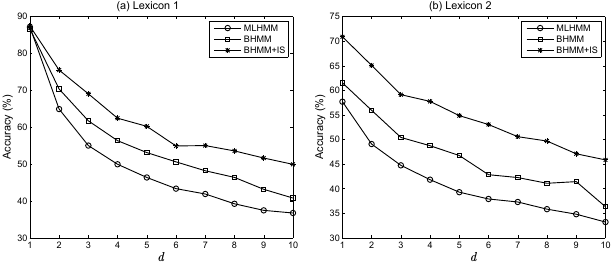 (a) Lexicon 1
90
80
70
60
50
40
30
Accuracy (%)
MLHMM
BHMM
BHMM+IS
1 2 3 4 5 6 7 8 9 10
d
(b) Lexicon 2
75
70
65
60
55
50
45
40
35
30
Accuracy (%)
MLHMM
BHMM
BHMM+IS
1 2 3 4 5 6 7 8 9 10
d